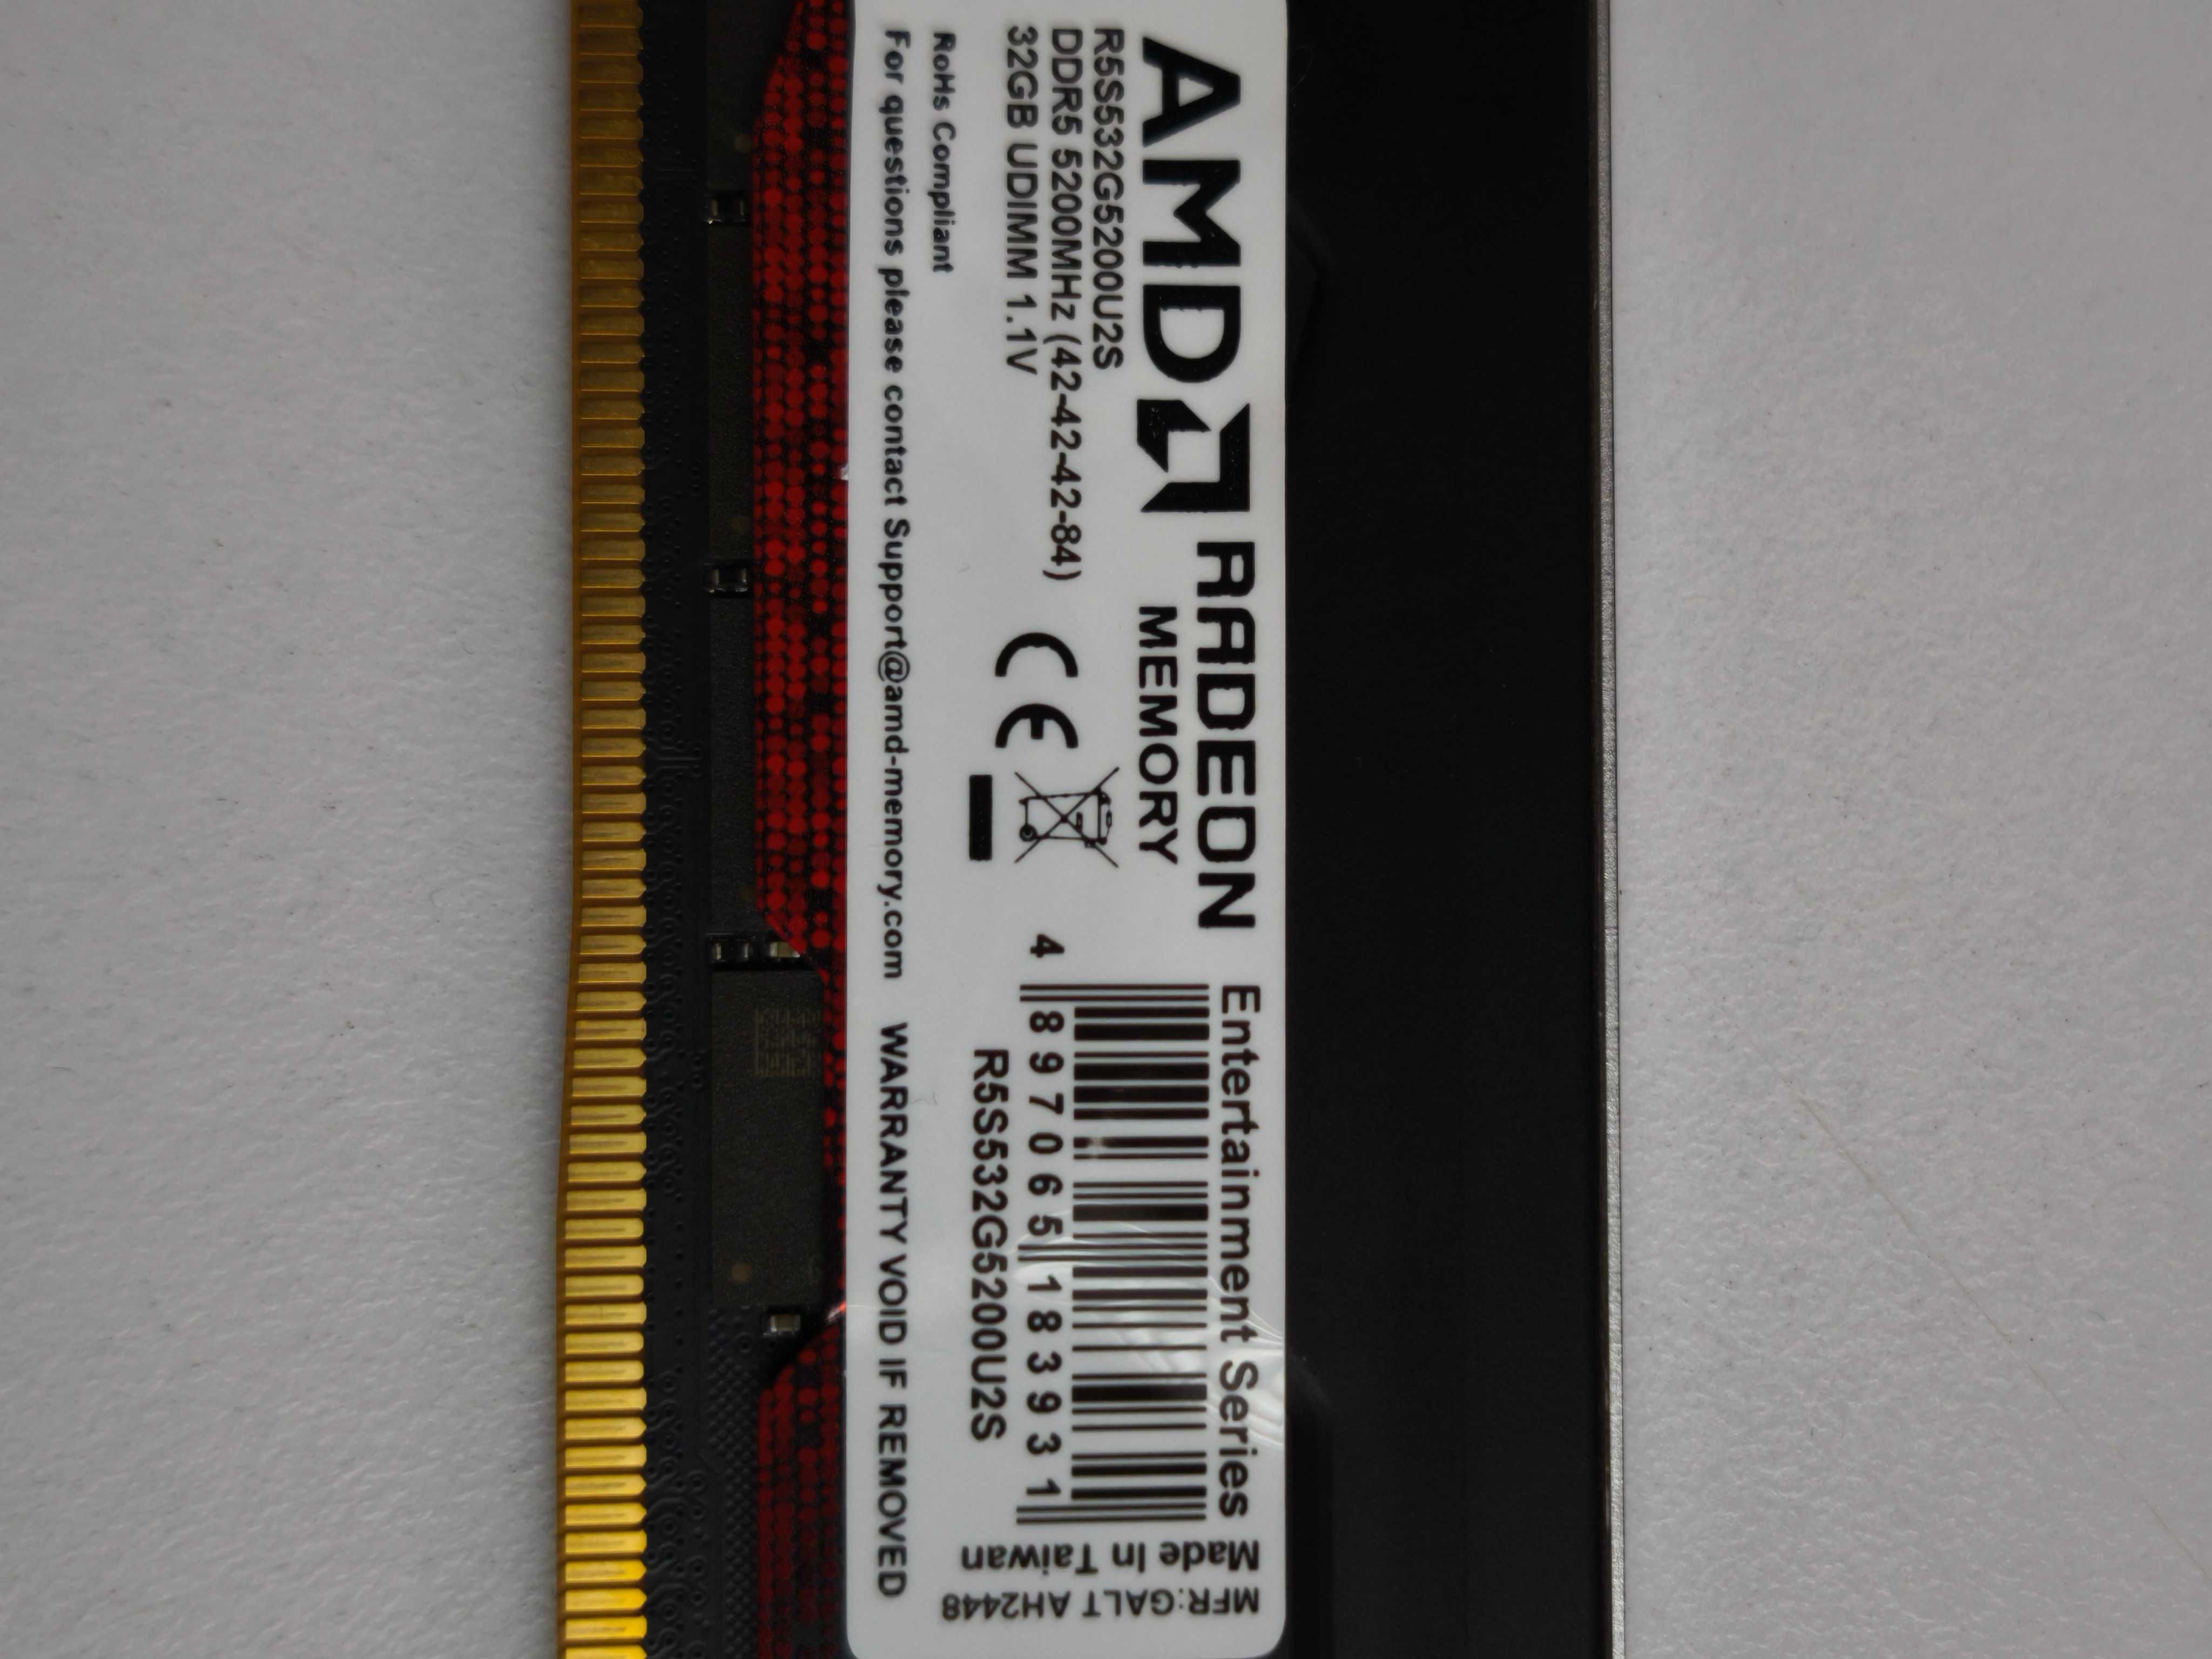 AMD RADEON
MEMORY
Entertainment Series
R5S532G5200U2S
DDR5 5200MHz (42-42-42-84)
32GB UDIMM 1.1V
CE
4 897065 183931
R5S532G5200U2S
RoHs Compliant
For questions please contact Support@amd-memory.com WARRANTY VOID IF REMOVED
Made In Taiwan
MFR:GALT AH2448